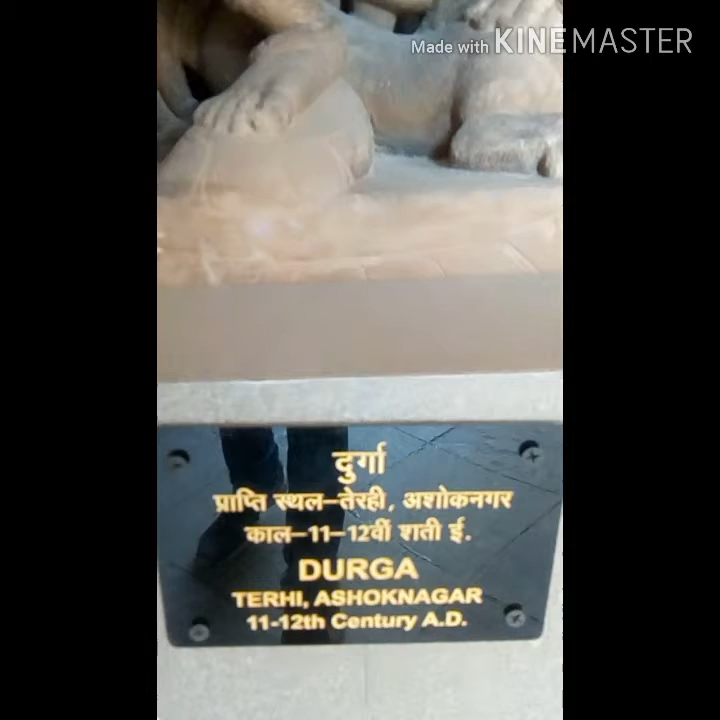 Made with KINEMASTER
दुर्गा
प्राप्ति स्थल–तेरही, अशोकनगर
काल–11–12वीं शती ई.
DURGA
TERHI, ASHOKNAGAR
11-12th Century A.D.